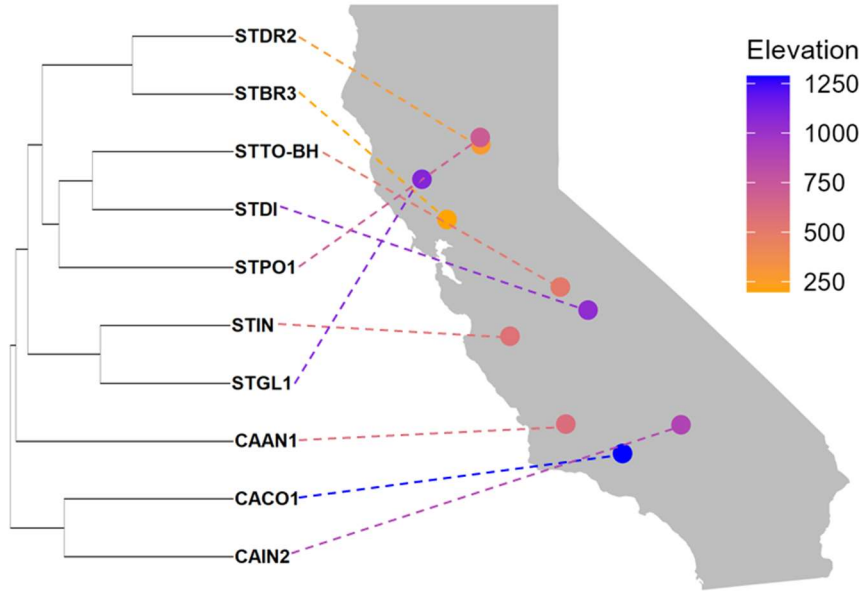 STDR2
STBR3
STTO-BH
STDI
STPO1
STIN
STGL1
CAAN1
CACO1
CAIN2
Elevation
1250
1000
750
500
250